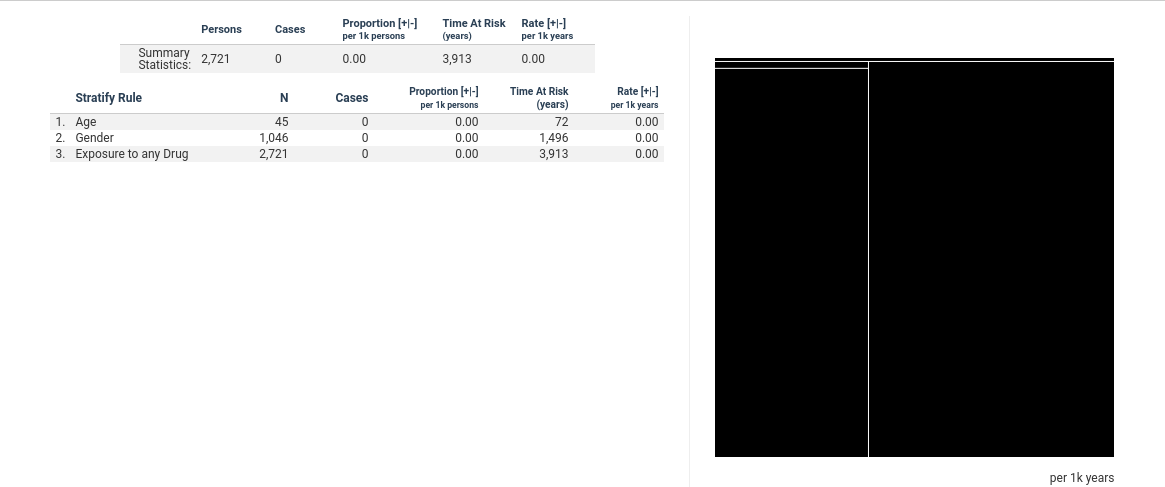 Persons Cases Proportion [+|-] Time At Risk Rate [+|-]
per 1k persons (years) per 1k years
Summary
Statistics: 2,721 0 0.00 3,913 0.00
Stratify Rule N Cases Proportion [+|-] Time At Risk Rate [+|-]
per 1k persons (years) per 1k years
1. Age 45 0 0.00 72 0.00
2. Gender 1,046 0 0.00 1,496 0.00
3. Exposure to any Drug 2,721 0 0.00 3,913 0.00
per 1k years